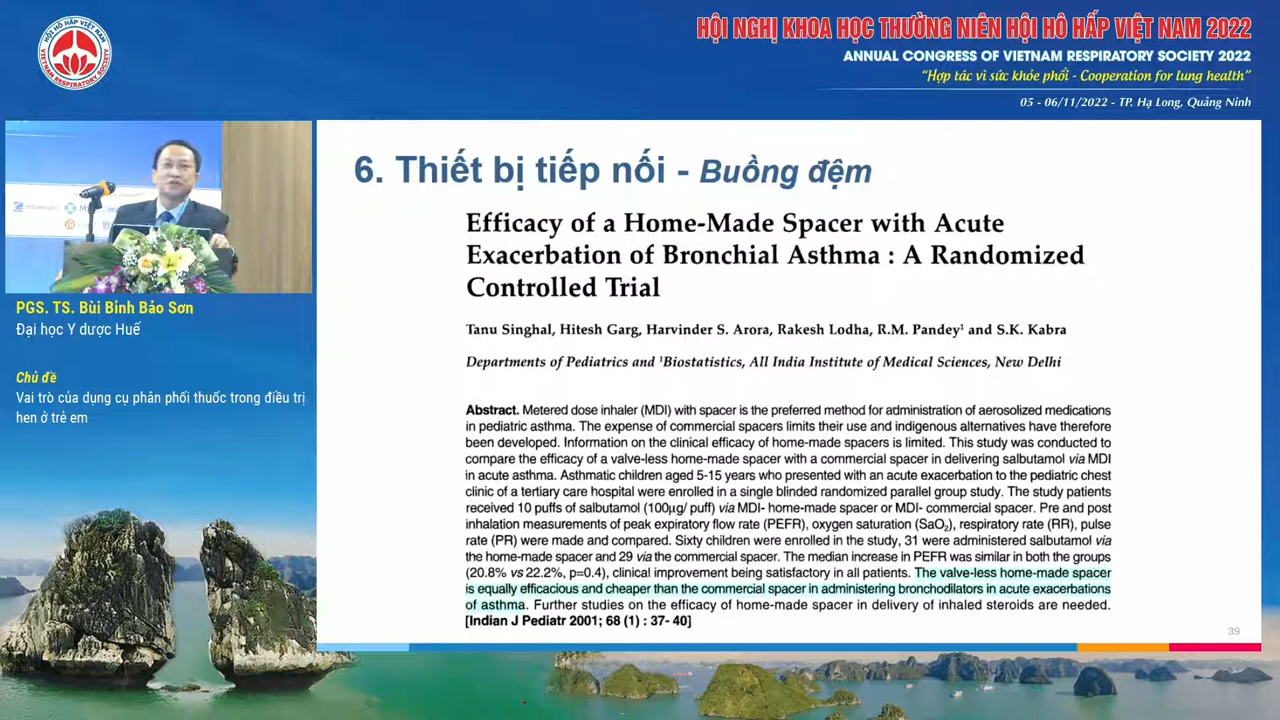 HỘI HÔ HẤP VIỆT NAM
VIETNAM RESPIRATORY SOCIETY
HỘI NGHỊ KHOA HỌC THƯỜNG NIÊN HỘI HÔ HẤP VIỆT NAM 2022
ANNUAL CONGRESS OF VIETNAM RESPIRATORY SOCIETY 2022
“Hợp tác vì sức khỏe phổi - Cooperation for lung health”
05 - 06/11/2022 - TP. Hạ Long, Quảng Ninh
PGS. TS. Bùi Bỉnh Bảo Sơn
Đại học Y dược Huế
Chủ đề
Vai trò của dụng cụ phân phối thuốc trong điều trị
hen ở trẻ em
6. Thiết bị tiếp nối - Buồng đệm
Efficacy of a Home-Made Spacer with Acute
Exacerbation of Bronchial Asthma : A Randomized
Controlled Trial
Tanu Singhal, Hitesh Garg, Harvinder S. Arora, Rakesh Lodha, R.M. Pandey¹ and S.K. Kabra
Departments of Pediatrics and ¹Biostatistics, All India Institute of Medical Sciences, New Delhi
Abstract. Metered dose inhaler (MDI) with spacer is the preferred method for administration of aerosolized medications
in pediatric asthma. The expense of commercial spacers limits their use and indigenous alternatives have therefore
been developed. Information on the clinical efficacy of home-made spacers is limited. This study was conducted to
compare the efficacy of a valve-less home-made spacer with a commercial spacer in delivering salbutamol via MDI
in acute asthma. Asthmatic children aged 5-15 years who presented with an acute exacerbation to the pediatric chest
clinic of a tertiary care hospital were enrolled in a single blinded randomized parallel group study. The study patients
received 10 puffs of salbutamol (100μg/ puff) via MDI- home-made spacer or MDI- commercial spacer. Pre and post
inhalation measurements of peak expiratory flow rate (PEFR), oxygen saturation (SaO₂), respiratory rate (RR), pulse
rate (PR) were made and compared. Sixty children were enrolled in the study, 31 were administered salbutamol via
the home-made spacer and 29 via the commercial spacer. The median increase in PEFR was similar in both the groups
(20.8% vs 22.2%, p=0.4), clinical improvement being satisfactory in all patients. The valve-less home-made spacer
is equally efficacious and cheaper than the commercial spacer in administering bronchodilators in acute exacerbations
of asthma. Further studies on the efficacy of home-made spacer in delivery of inhaled steroids are needed.
[Indian J Pediatr 2001; 68 (1) : 37- 40]
39